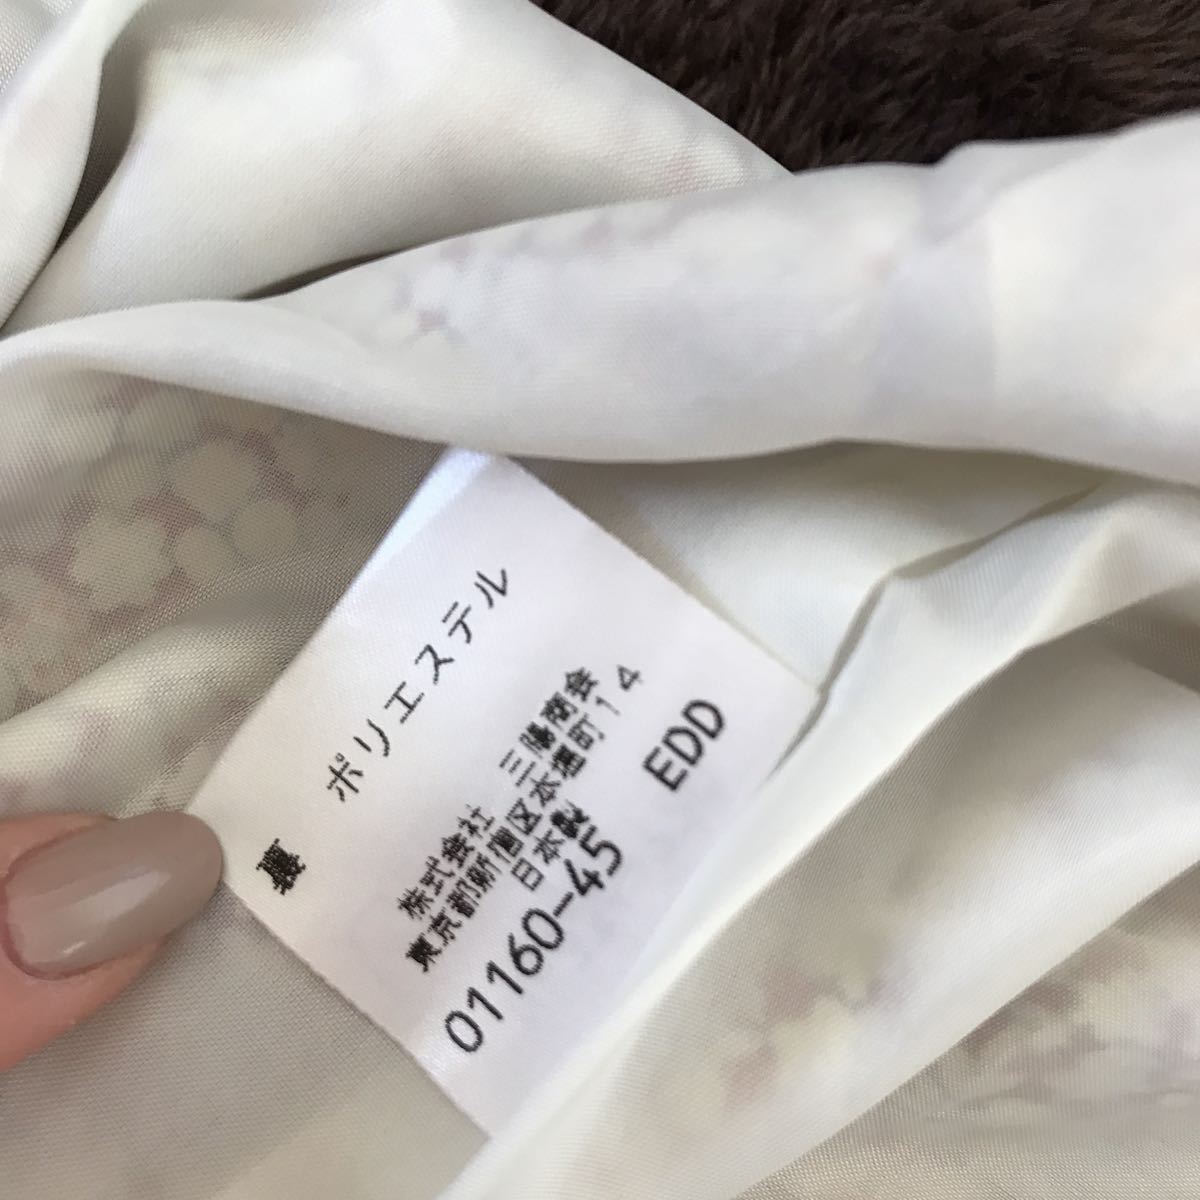 裏 ポリエステル
株式会社 三陽商会
東京都新宿区本塩町14
日本製
01160-45 EDD